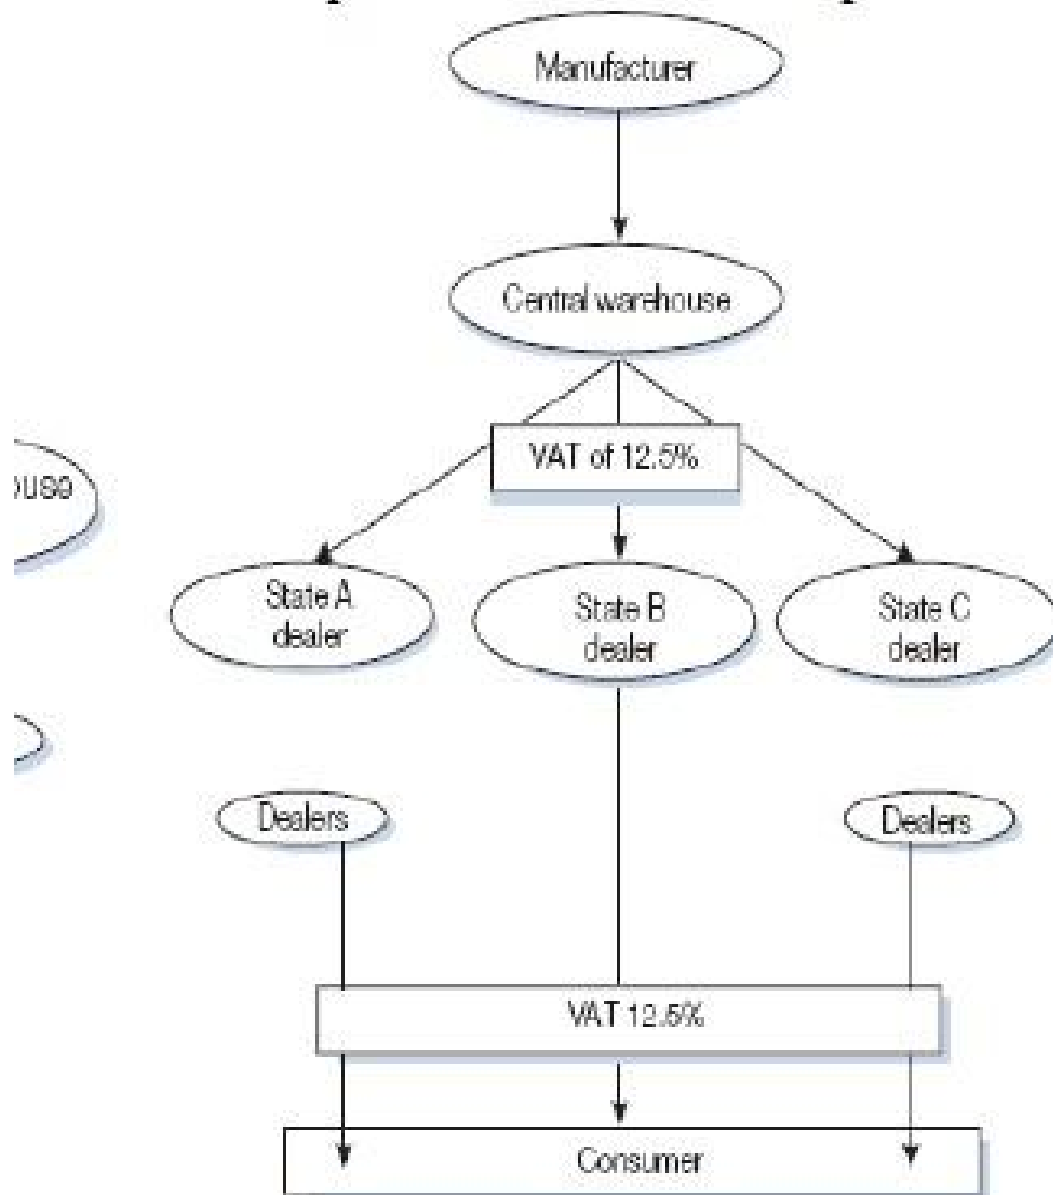 Manufacturer
Central warehouse
VAT of 12.5%
State A
dealer
State B
dealer
State C
dealer
Dealers
Dealers
VAT 12.5%
Consumer